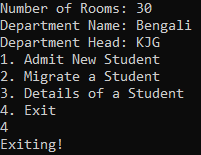 Number of Rooms: 30
Department Name: Bengali
Department Head: KJG
1. Admit New Student
2. Migrate a Student
3. Details of a Student
4. Exit
4
Exiting!